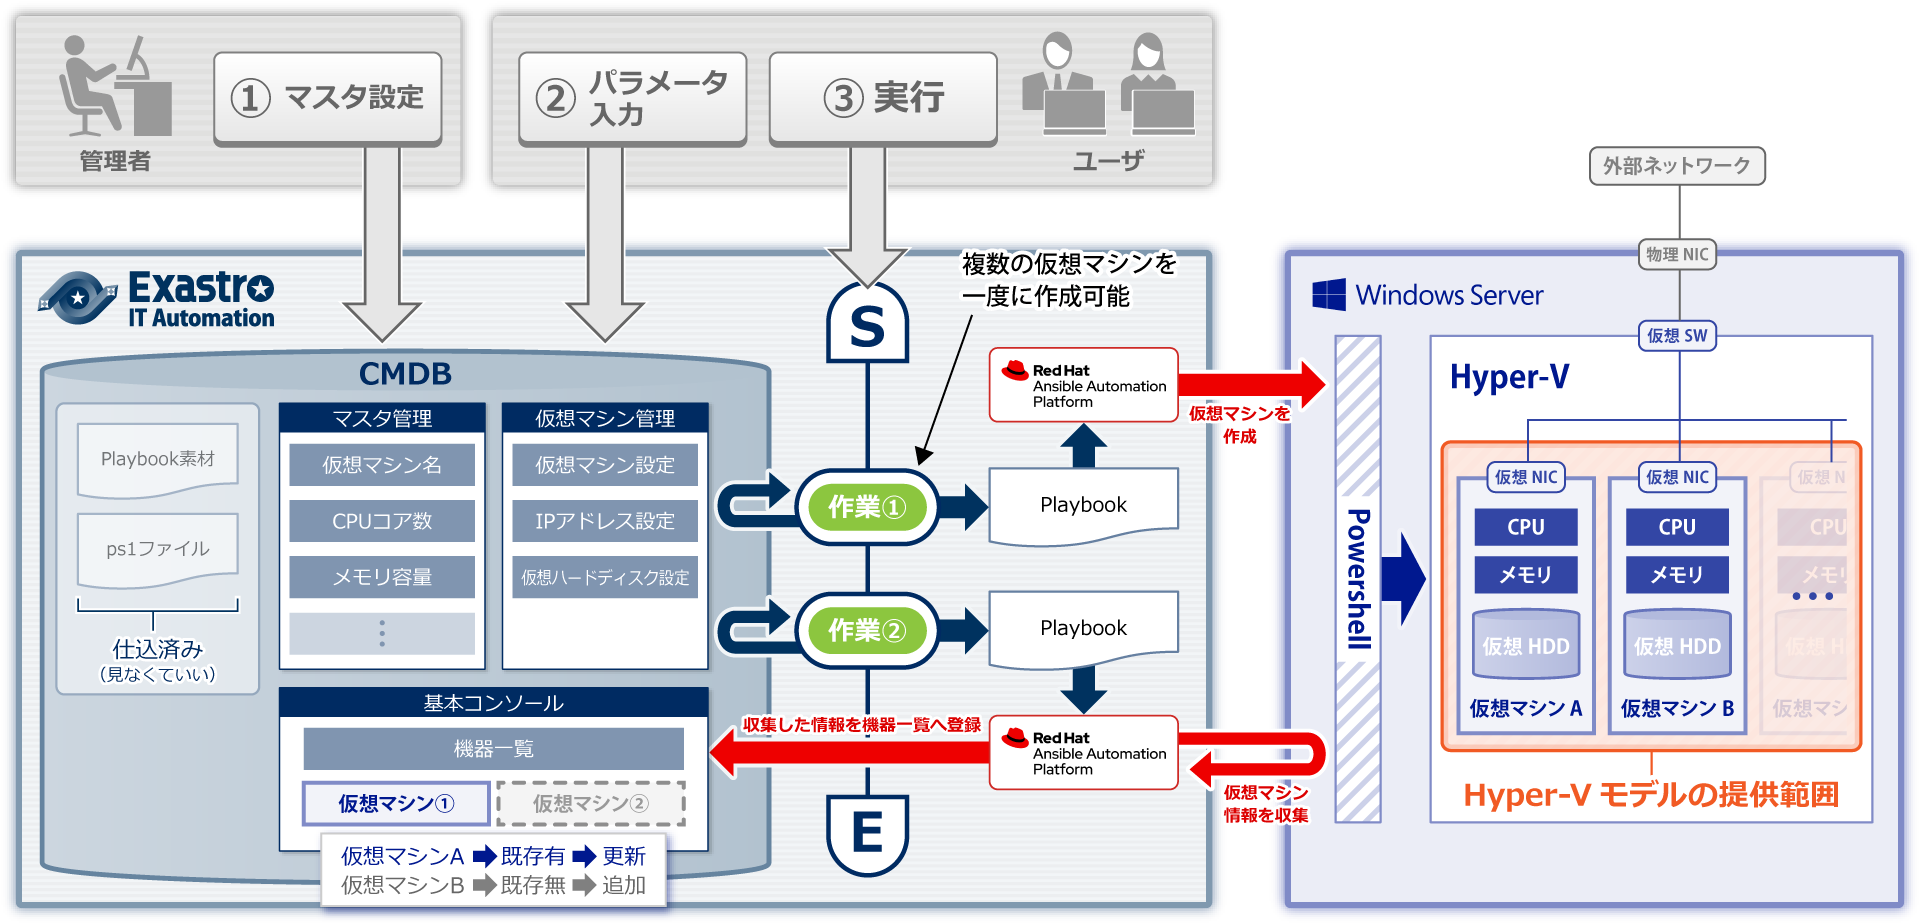 管理者
① マスタ設定
② パラメータ
入力
③ 実行
ユーザ
外部ネットワーク
物理 NIC
Exastro
IT Automation
CMDB
Playbook素材
ps1ファイル
仕込済み
（見なくていい）
マスタ管理
仮想マシン名
CPUコア数
メモリ容量
⋮
仮想マシン管理
仮想マシン設定
IPアドレス設定
仮想ハードディスク設定
基本コンソール
機器一覧
仮想マシン①
仮想マシン②
仮想マシンA 既存有 更新
仮想マシンB 既存無 追加
S
複数の仮想マシンを
一度に作成可能
作業①
Playbook
Red Hat
Ansible Automation
Platform
仮想マシンを
作成
作業②
Playbook
Red Hat
Ansible Automation
Platform
収集した情報を機器一覧へ登録
仮想マシン
情報を収集
E
Windows Server
Powershell
仮想 SW
Hyper-V
仮想 NIC
CPU
メモリ
仮想 HDD
仮想マシン A
仮想 NIC
CPU
メモリ
仮想 HDD
仮想マシン B
仮想 N
CPU
メモリ
•••
仮想 H
仮想マシ
Hyper-V モデルの提供範囲